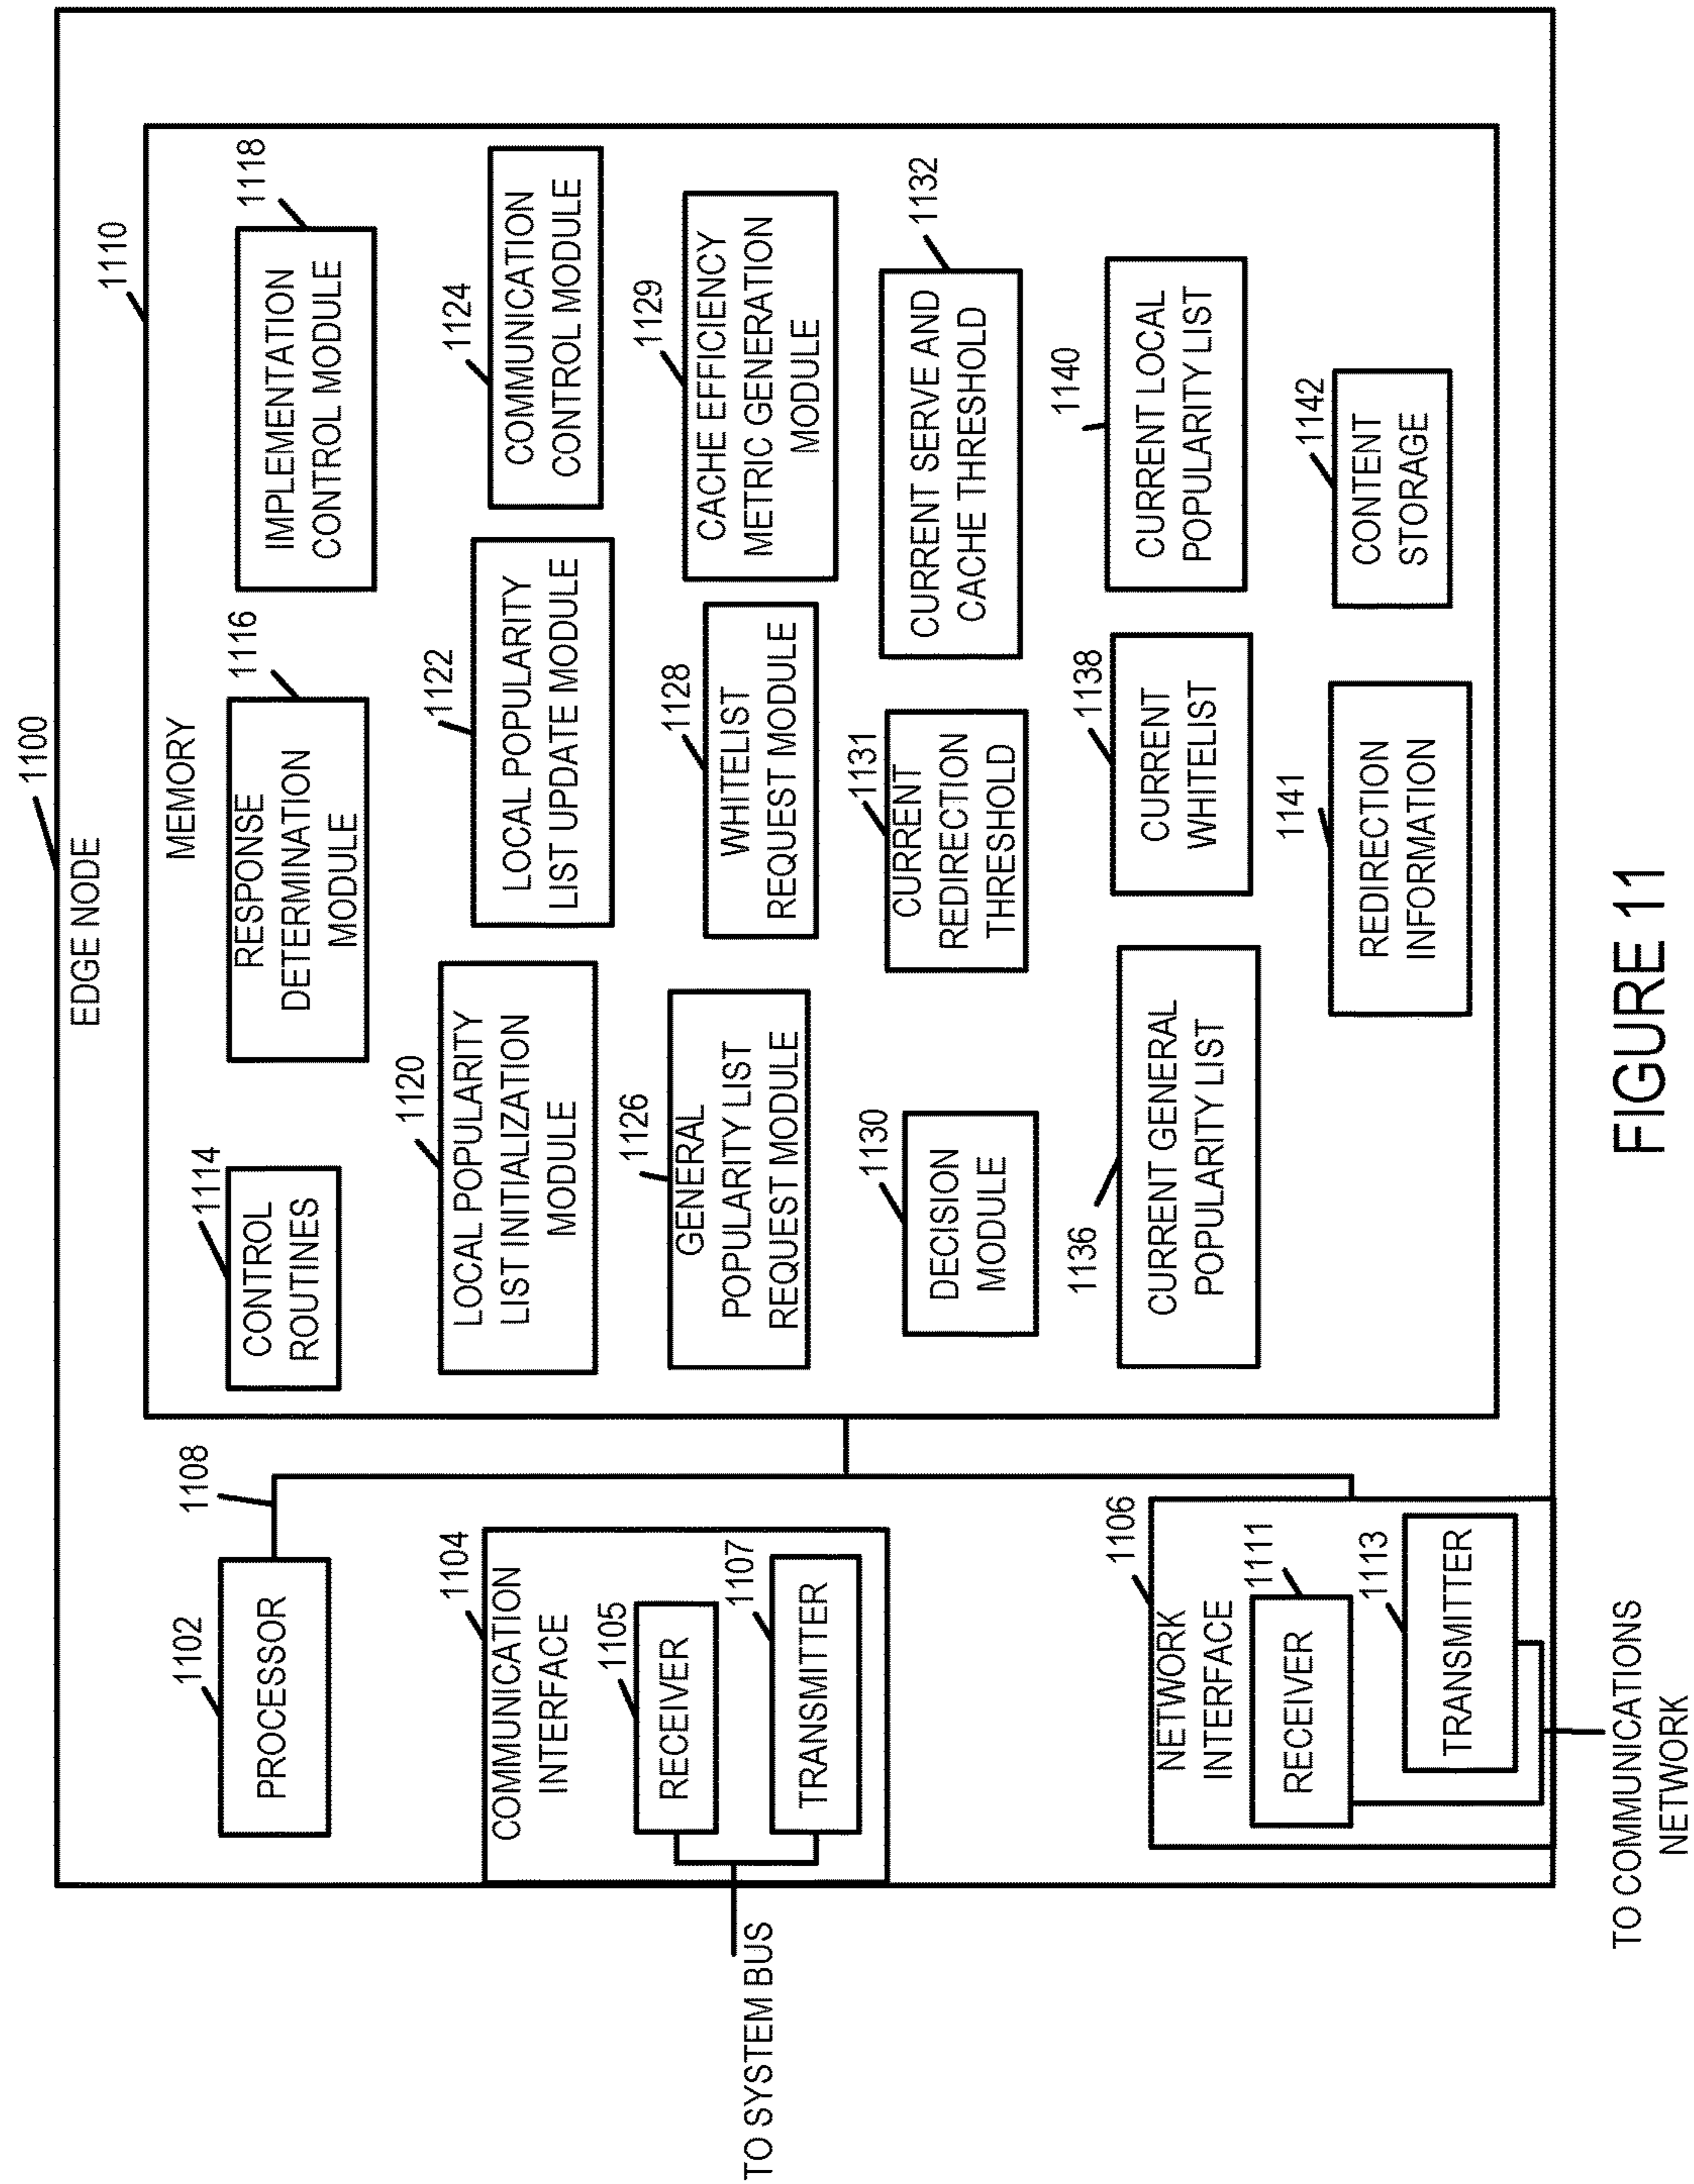 1100
EDGE NODE
1110
MEMORY
1102
PROCESSOR
1108
1104
COMMUNICATION
INTERFACE
1105
RECEIVER
1107
TRANSMITTER
TO SYSTEM BUS
1106
NETWORK
INTERFACE
1111
RECEIVER
1113
TRANSMITTER
TO COMMUNICATIONS
NETWORK
1114
CONTROL
ROUTINES
1116
RESPONSE
DETERMINATION
MODULE
1118
IMPLEMENTATION
CONTROL MODULE
1120
LOCAL POPULARITY
LIST INITIALIZATION
MODULE
1122
LOCAL POPULARITY
LIST UPDATE MODULE
1124
COMMUNICATION
CONTROL MODULE
1126
GENERAL
POPULARITY LIST
REQUEST MODULE
1128
WHITELIST
REQUEST MODULE
1129
CACHE EFFICIENCY
METRIC GENERATION
MODULE
1130
DECISION
MODULE
1131
CURRENT
REDIRECTION
THRESHOLD
1132
CURRENT SERVE AND
CACHE THRESHOLD
1136
CURRENT GENERAL
POPULARITY LIST
1138
CURRENT
WHITELIST
1140
CURRENT LOCAL
POPULARITY LIST
1141
REDIRECTION
INFORMATION
1142
CONTENT
STORAGE
FIGURE 11